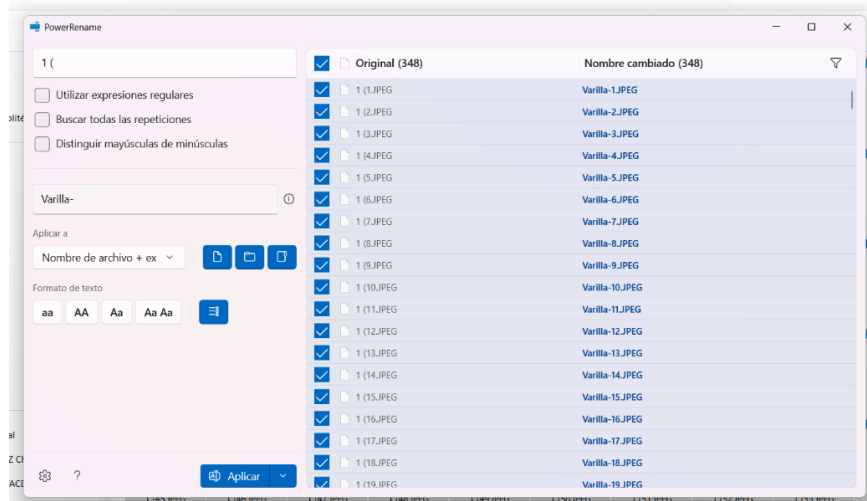 PowerRename
1 (
Utilizar expresiones regulares
Buscar todas las repeticiones
Distinguir mayúsculas de minúsculas
Varilla-
Aplicar a
Nombre de archivo + ex
Formato de texto
aa AA Aa Aa Aa
Aplicar
Original (348) Nombre cambiado (348)
1 (1.JPEG Varilla-1.JPEG
1 (2.JPEG Varilla-2.JPEG
1 (3.JPEG Varilla-3.JPEG
1 (4.JPEG Varilla-4.JPEG
1 (5.JPEG Varilla-5.JPEG
1 (6.JPEG Varilla-6.JPEG
1 (7.JPEG Varilla-7.JPEG
1 (8.JPEG Varilla-8.JPEG
1 (9.JPEG Varilla-9.JPEG
1 (10.JPEG Varilla-10.JPEG
1 (11.JPEG Varilla-11.JPEG
1 (12.JPEG Varilla-12.JPEG
1 (13.JPEG Varilla-13.JPEG
1 (14.JPEG Varilla-14.JPEG
1 (15.JPEG Varilla-15.JPEG
1 (16.JPEG Varilla-16.JPEG
1 (17.JPEG Varilla-17.JPEG
1 (18.JPEG Varilla-18.JPEG
1 (19.JPEG Varilla-19.JPEG